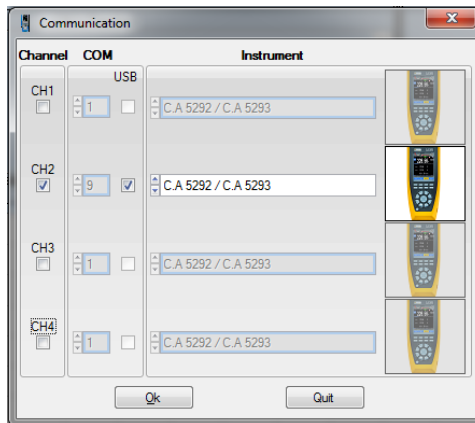 Communication
Channel COM Instrument
USB
CH1
1 C.A 5292 / C.A 5293
CH2
9 C.A 5292 / C.A 5293
CH3
1 C.A 5292 / C.A 5293
CH4
1 C.A 5292 / C.A 5293
Ok Quit